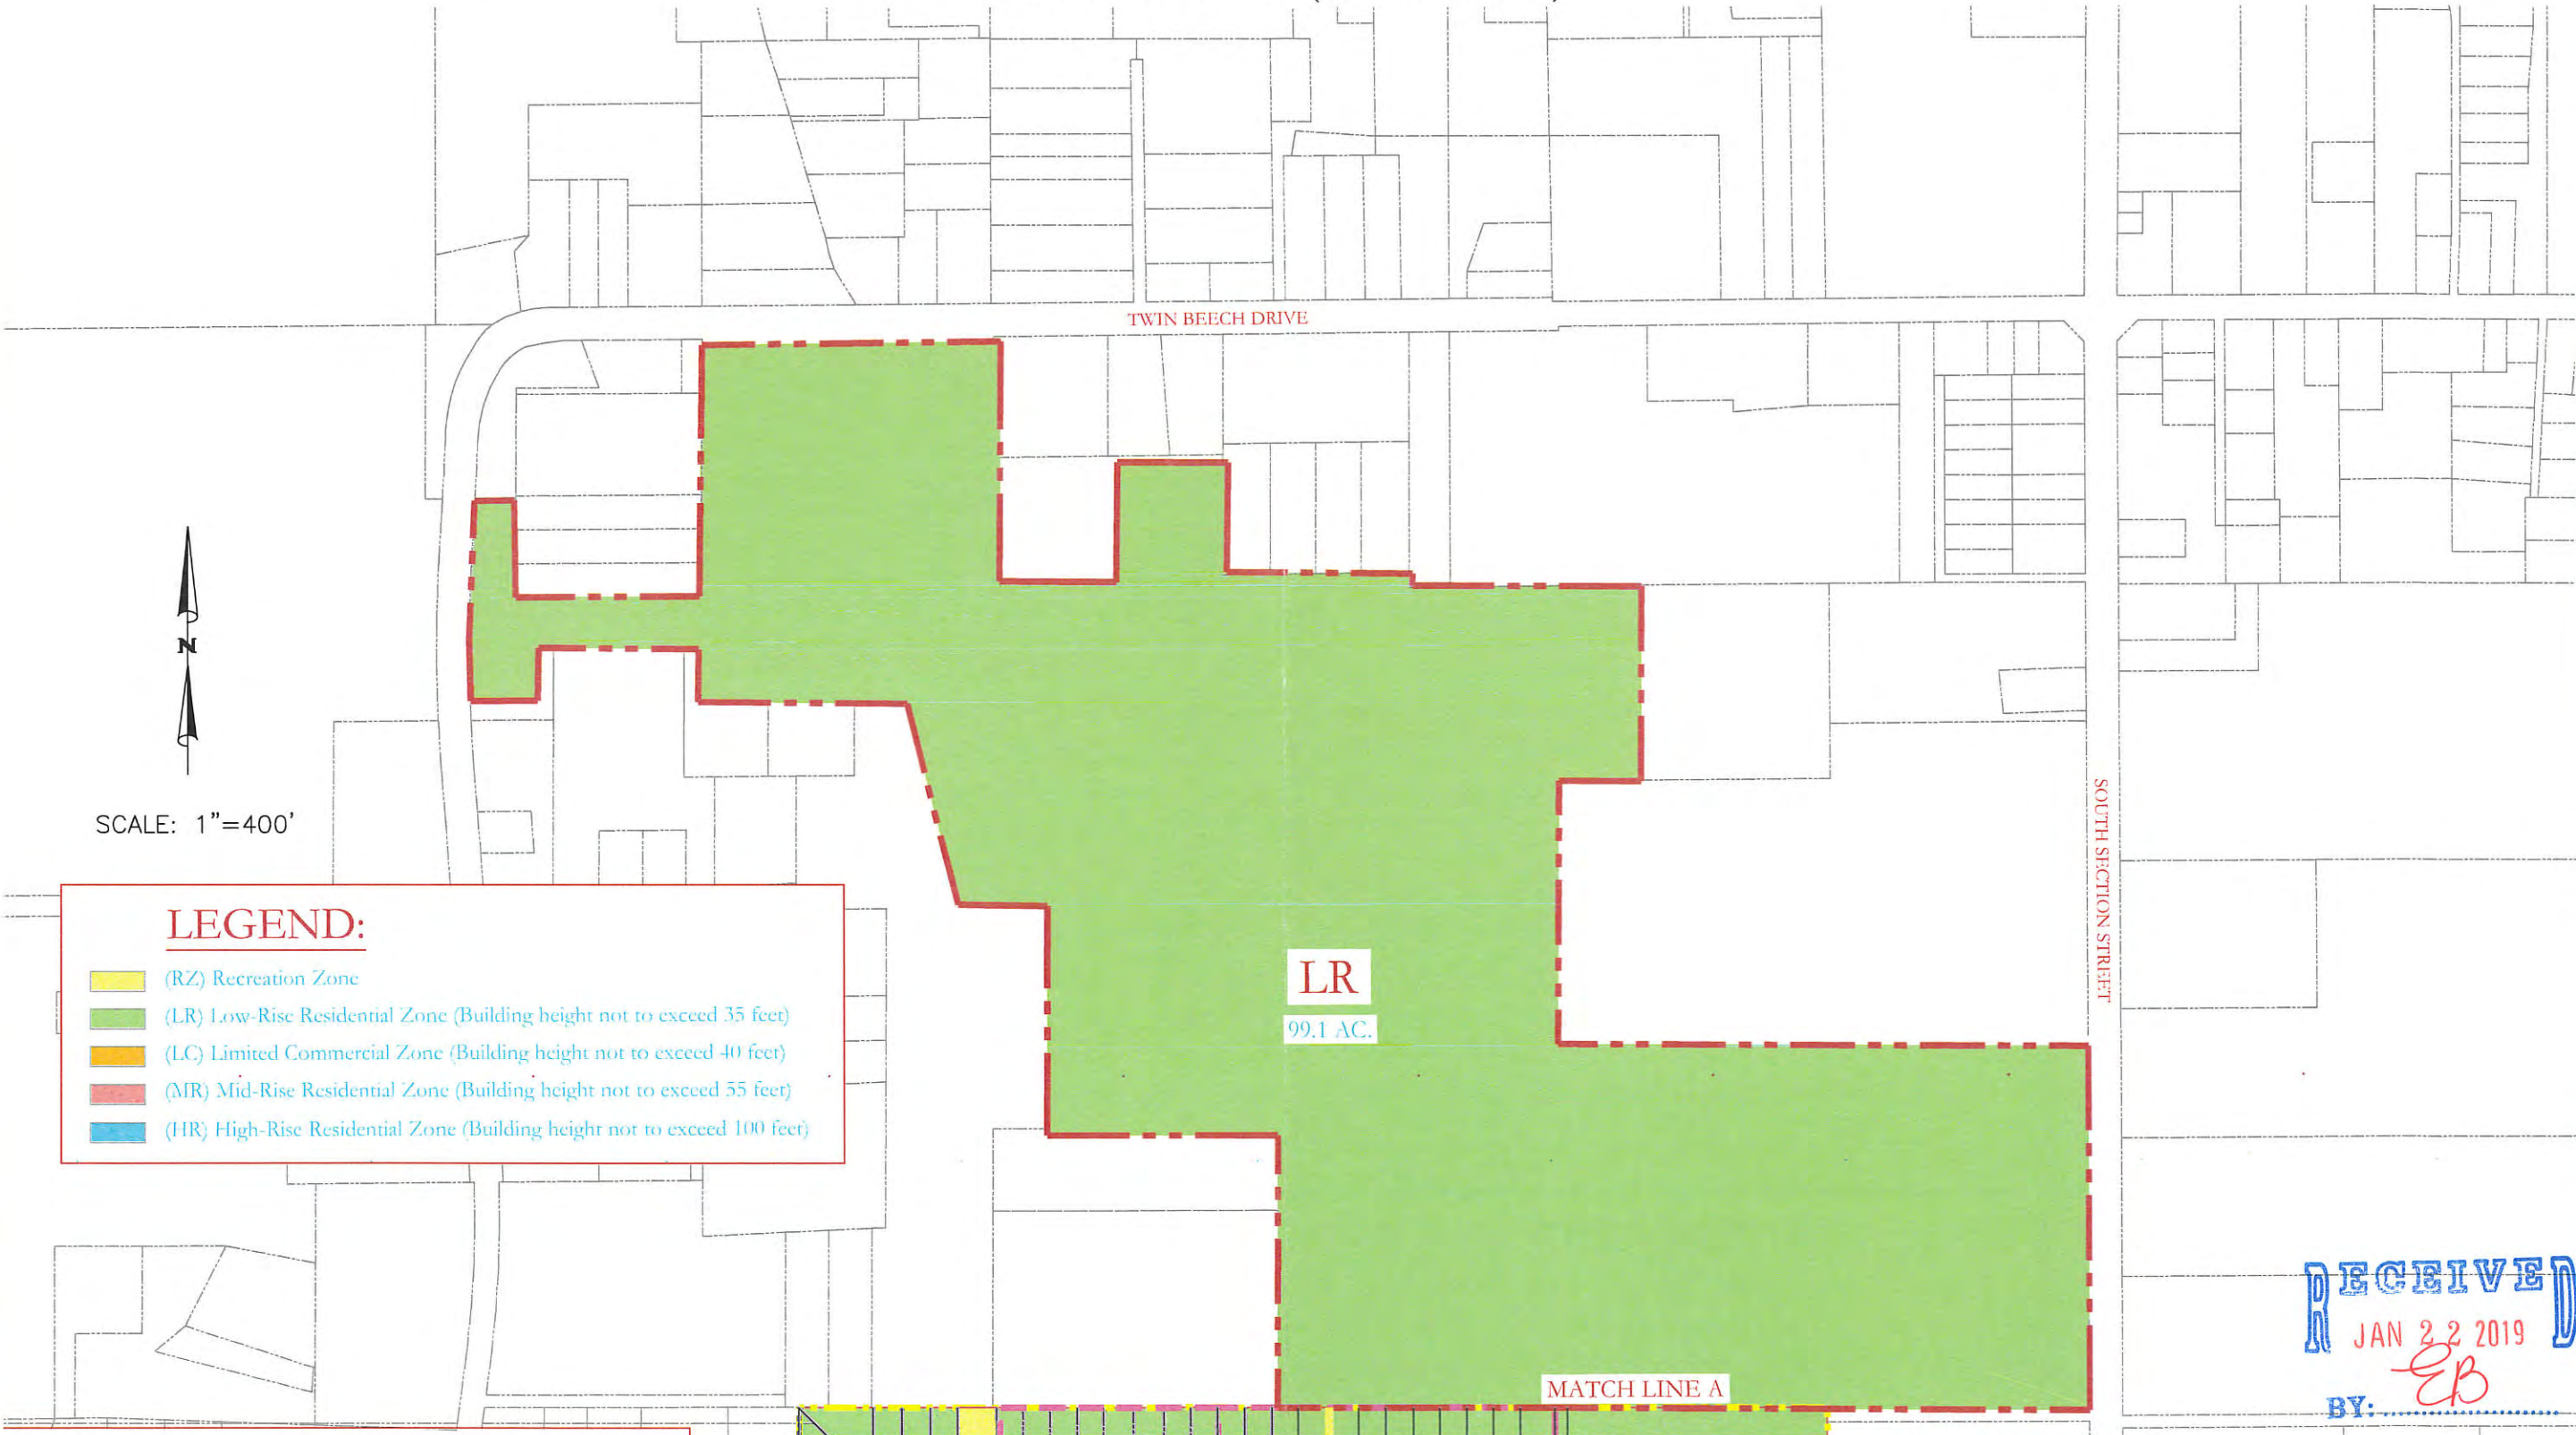 TWIN BEECH DRIVE
N
SCALE: 1"=400'
SOUTH SECTION STREET
LEGEND:
(RZ) Recreation Zone
(LR) Low-Rise Residential Zone (Building height not to exceed 35 feet)
(LC) Limited Commercial Zone (Building height not to exceed 40 feet)
(MR) Mid-Rise Residential Zone (Building height not to exceed 55 feet)
(HR) High-Rise Residential Zone (Building height not to exceed 100 feet)
LR
99.1 AC.
MATCH LINE A
RECEIVED
JAN 22 2019
EB
BY: